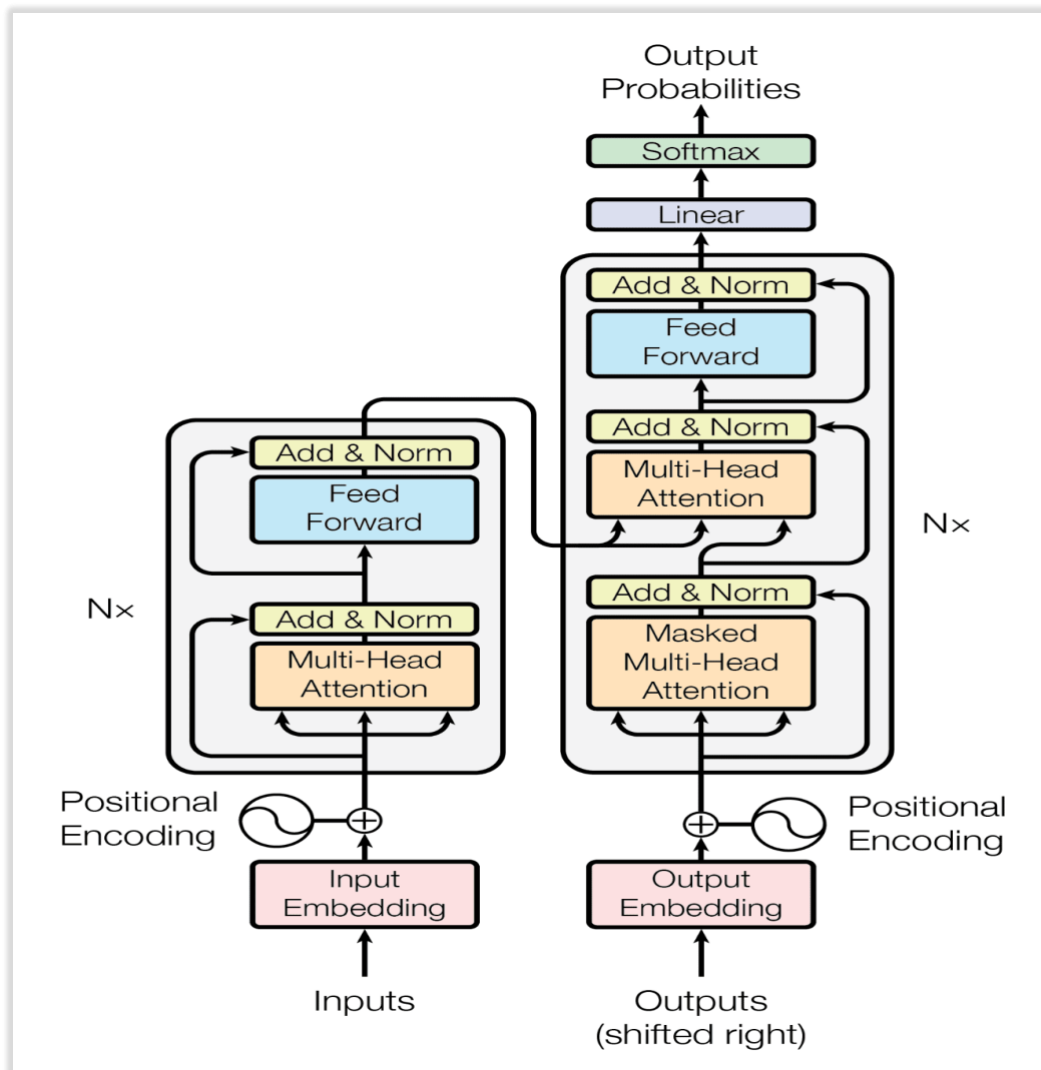 Output
Probabilities
Softmax
Linear
Add & Norm
Feed
Forward
Add & Norm
Multi-Head
Attention
Add & Norm
Masked
Multi-Head
Attention
Nx
Add & Norm
Feed
Forward
Add & Norm
Multi-Head
Attention
Nx
Positional
Encoding
Input
Embedding
Inputs
Positional
Encoding
Output
Embedding
Outputs
(shifted right)